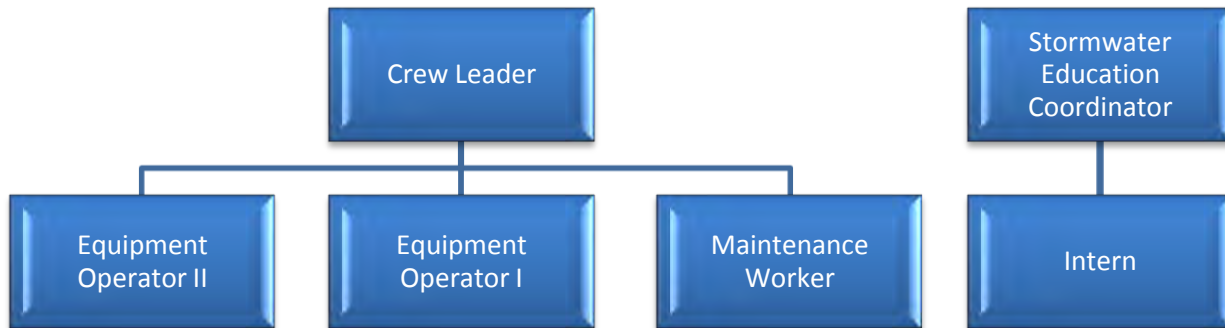 Crew Leader
Stormwater
Education
Coordinator
Equipment
Operator II
Equipment
Operator I
Maintenance
Worker
Intern